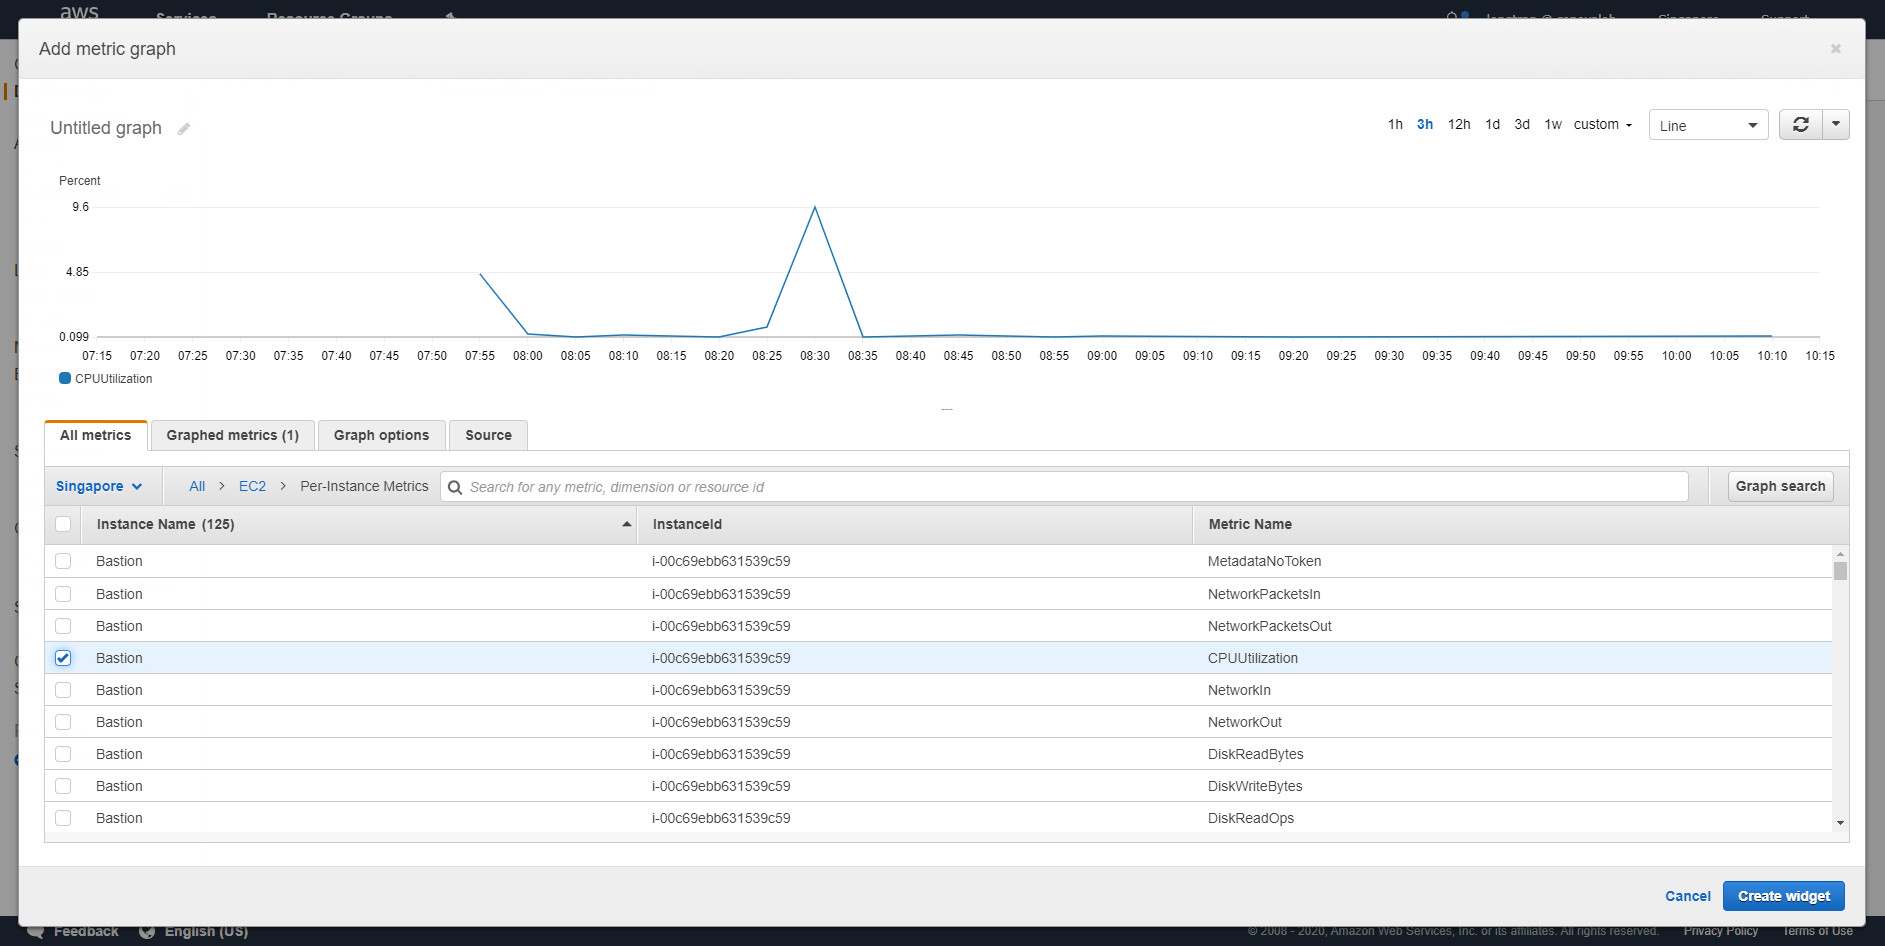 aws Services Resource Groups Singapore Support
Add metric graph
Untitled graph
1h 3h 12h 1d 3d 1w custom Line
Percent
9.6
4.85
0.099
07:15 07:20 07:25 07:30 07:35 07:40 07:45 07:50 07:55 08:00 08:05 08:10 08:15 08:20 08:25 08:30 08:35 08:40 08:45 08:50 08:55 09:00 09:05 09:10 09:15 09:20 09:25 09:30 09:35 09:40 09:45 09:50 09:55 10:00 10:05 10:10 10:15
CPUUtilization
All metrics Graphed metrics (1) Graph options Source
Singapore All > EC2 > Per-Instance Metrics Search for any metric, dimension or resource id Graph search
Instance Name (125) InstanceId Metric Name
Bastion i-00c69ebb631539c59 MetadataNoToken
Bastion i-00c69ebb631539c59 NetworkPacketsIn
Bastion i-00c69ebb631539c59 NetworkPacketsOut
Bastion i-00c69ebb631539c59 CPUUtilization
Bastion i-00c69ebb631539c59 NetworkIn
Bastion i-00c69ebb631539c59 NetworkOut
Bastion i-00c69ebb631539c59 DiskReadBytes
Bastion i-00c69ebb631539c59 DiskWriteBytes
Bastion i-00c69ebb631539c59 DiskReadOps
Cancel Create widget
Feedback English (US) © 2008 - 2020, Amazon Web Services, Inc. or its affiliates. All rights reserved. Privacy Policy Terms of Use